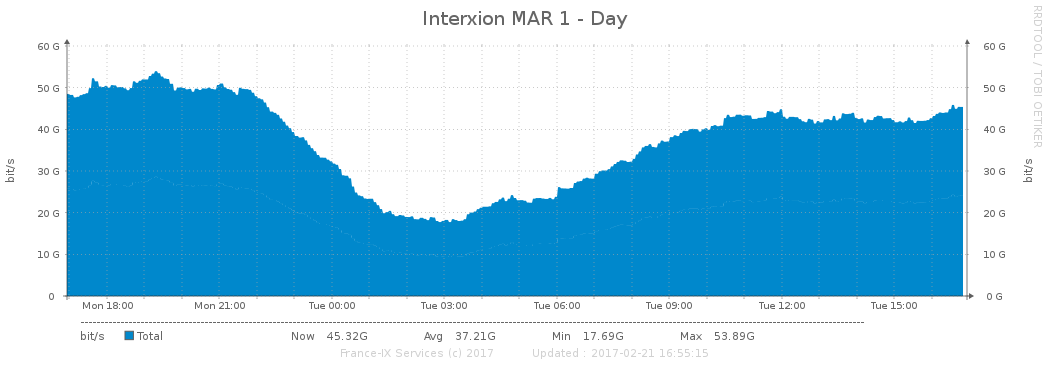 Interxion MAR 1 - Day
RRDTOOL / TOBI OETIKER
60 G 60 G
50 G 50 G
40 G 40 G
30 G 30 G
20 G 20 G
10 G 10 G
0 0 G
bit/s bit/s
Mon 18:00 Mon 21:00 Tue 00:00 Tue 03:00 Tue 06:00 Tue 09:00 Tue 12:00 Tue 15:00
bit/s Total Now 45.32G Avg 37.21G Min 17.69G Max 53.89G
France-IX Services (c) 2017 Updated : 2017-02-21 16:55:15